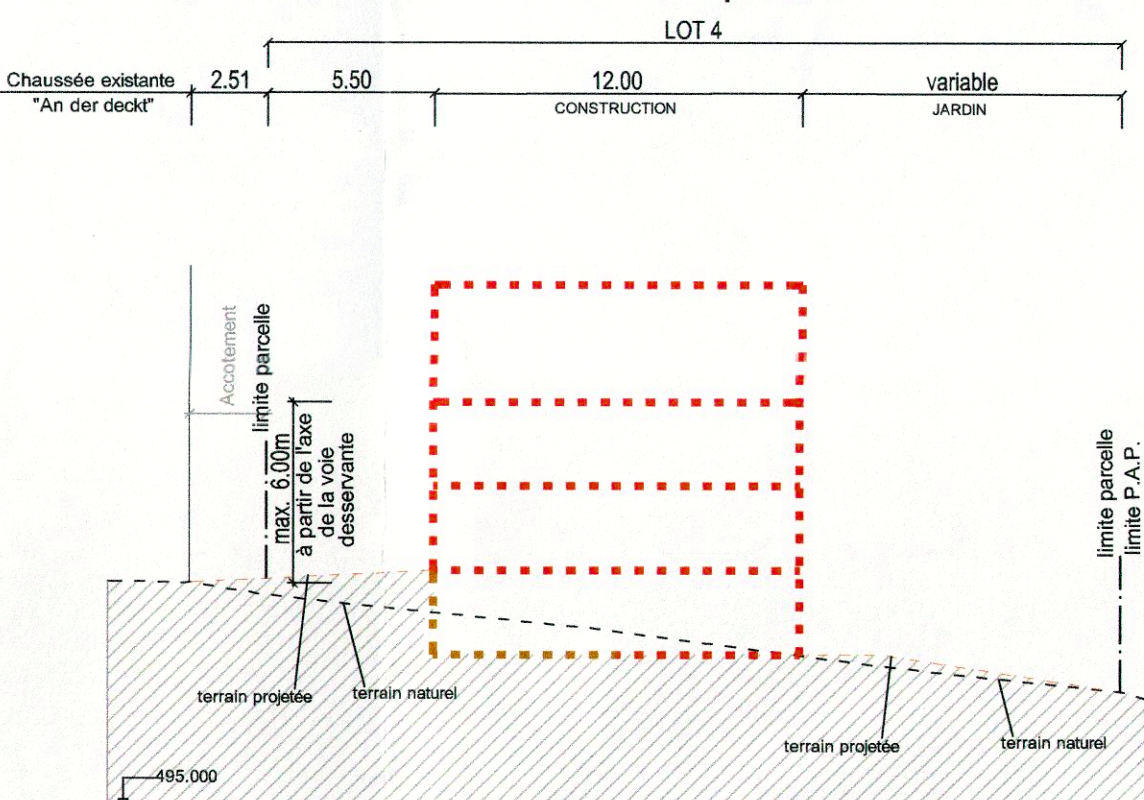 LOT 4
Chaussée existante
"An der deckt"
2.51
5.50
12.00
CONSTRUCTION
variable
JARDIN
Accotement
limite parcelle
max. 6.00m
à partir de l'axe
de la voie
desservante
limite parcelle
limite P.A.P.
terrain projetée
terrain naturel
terrain projetée
terrain naturel
495.000